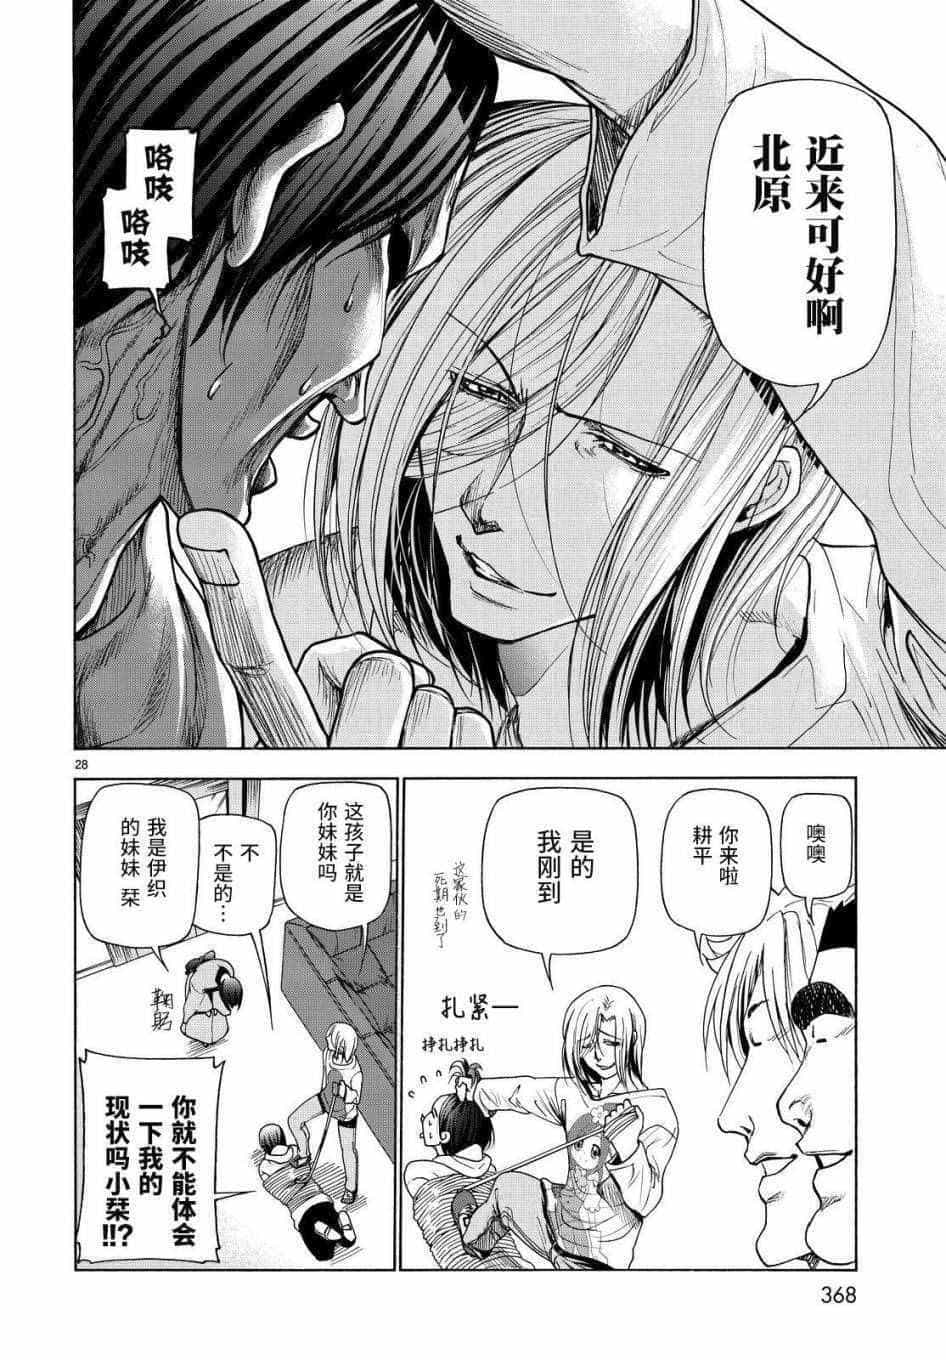 近来可好啊
北原
咯吱
咯吱
28
噢噢
你来啦
耕平
是的
我刚到
这家伙的
死期也到了
扎紧一
挣扎挣扎
这孩子就是
你妹妹吗
不
不是的…
我是伊织
的妹妹 栞
鞠躬
你就不能体会
一下我的
现状吗小栞!!?
368